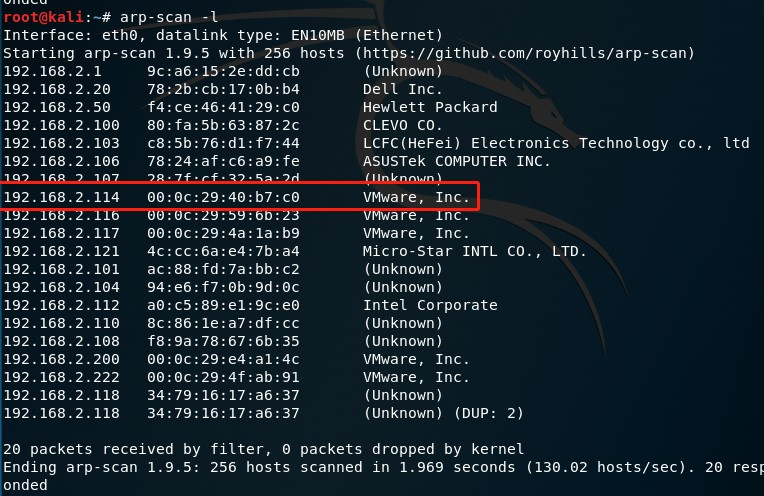 onded
root@kali:~# arp-scan -l
Interface: eth0, datalink type: EN10MB (Ethernet)
Starting arp-scan 1.9.5 with 256 hosts (https://github.com/royhills/arp-scan)
192.168.2.1 9c:a6:15:2e:dd:cb (Unknown)
192.168.2.20 78:2b:cb:17:0b:b4 Dell Inc.
192.168.2.50 f4:ce:46:41:29:c0 Hewlett Packard
192.168.2.100 80:fa:5b:63:87:2c CLEVO CO.
192.168.2.103 c8:5b:76:d1:f7:44 LCFC(HeFei) Electronics Technology co., ltd
192.168.2.106 78:24:af:c6:a9:fe ASUSTek COMPUTER INC.
192.168.2.107 28:7f:cf:32:5a:2d (Unknown)
192.168.2.114 00:0c:29:40:b7:c0 VMware, Inc.
192.168.2.116 00:0c:29:59:6b:23 VMware, Inc.
192.168.2.117 00:0c:29:4a:1a:b9 VMware, Inc.
192.168.2.121 4c:cc:6a:e4:7b:a4 Micro-Star INTL CO., LTD.
192.168.2.101 ac:88:fd:7a:bb:c2 (Unknown)
192.168.2.104 94:e6:f7:0b:9d:0c (Unknown)
192.168.2.112 a0:c5:89:e1:9c:e0 Intel Corporate
192.168.2.110 8c:86:1e:a7:df:cc (Unknown)
192.168.2.108 f8:9a:78:67:6b:35 (Unknown)
192.168.2.200 00:0c:29:e4:a1:4c VMware, Inc.
192.168.2.222 00:0c:29:4f:ab:91 VMware, Inc.
192.168.2.118 34:79:16:17:a6:37 (Unknown)
192.168.2.118 34:79:16:17:a6:37 (Unknown) (DUP: 2)
20 packets received by filter, 0 packets dropped by kernel
Ending arp-scan 1.9.5: 256 hosts scanned in 1.969 seconds (130.02 hosts/sec). 20 resp
onded